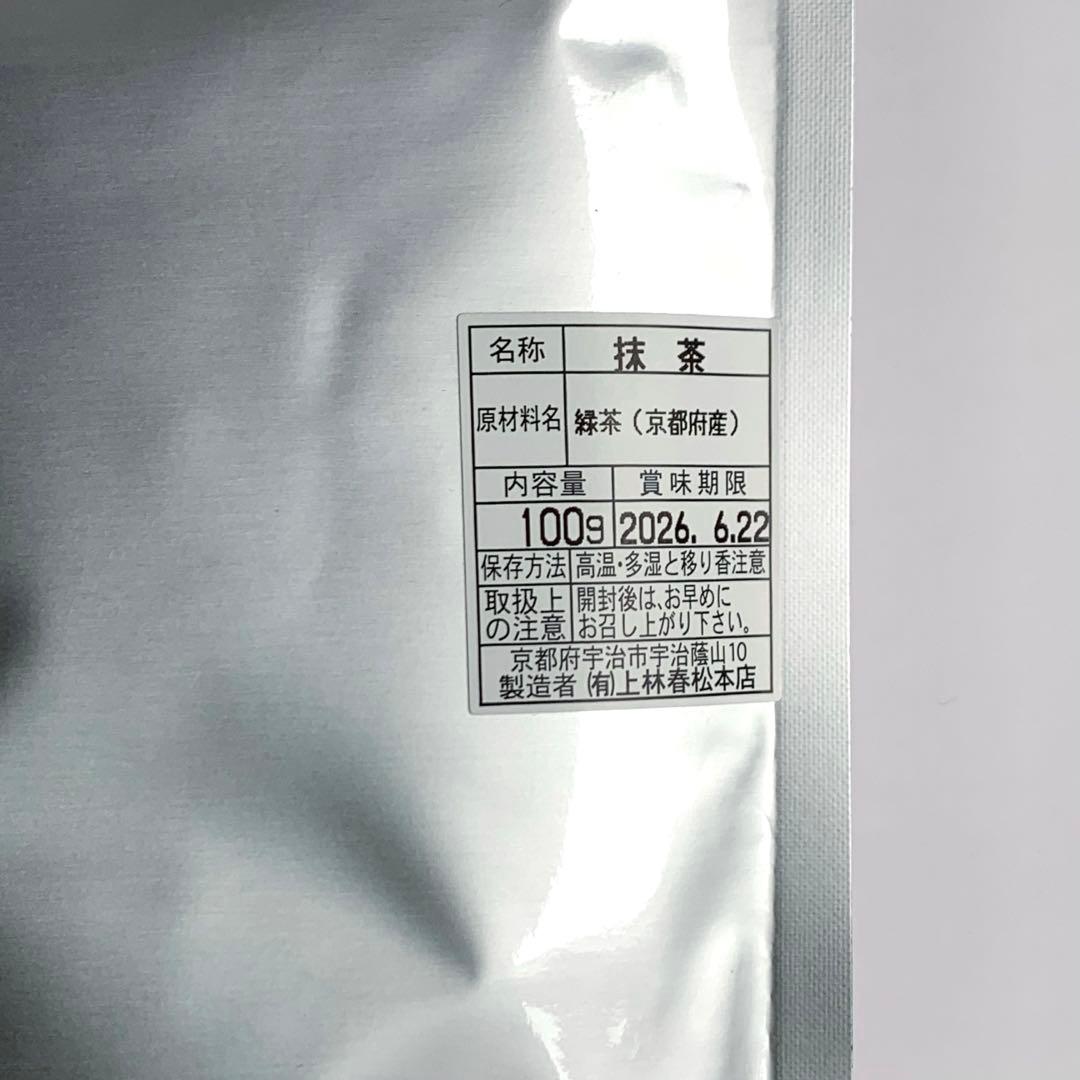 名称 抹茶
原材料名 緑茶（京都府産）
内容量 賞味期限
100g 2026. 6.22
保存方法 高温・多湿と移り香注意
取扱上 開封後は、お早めに
の注意 お召し上がり下さい。
京都府宇治市宇治蔭山10
製造者 (有)上林春松本店